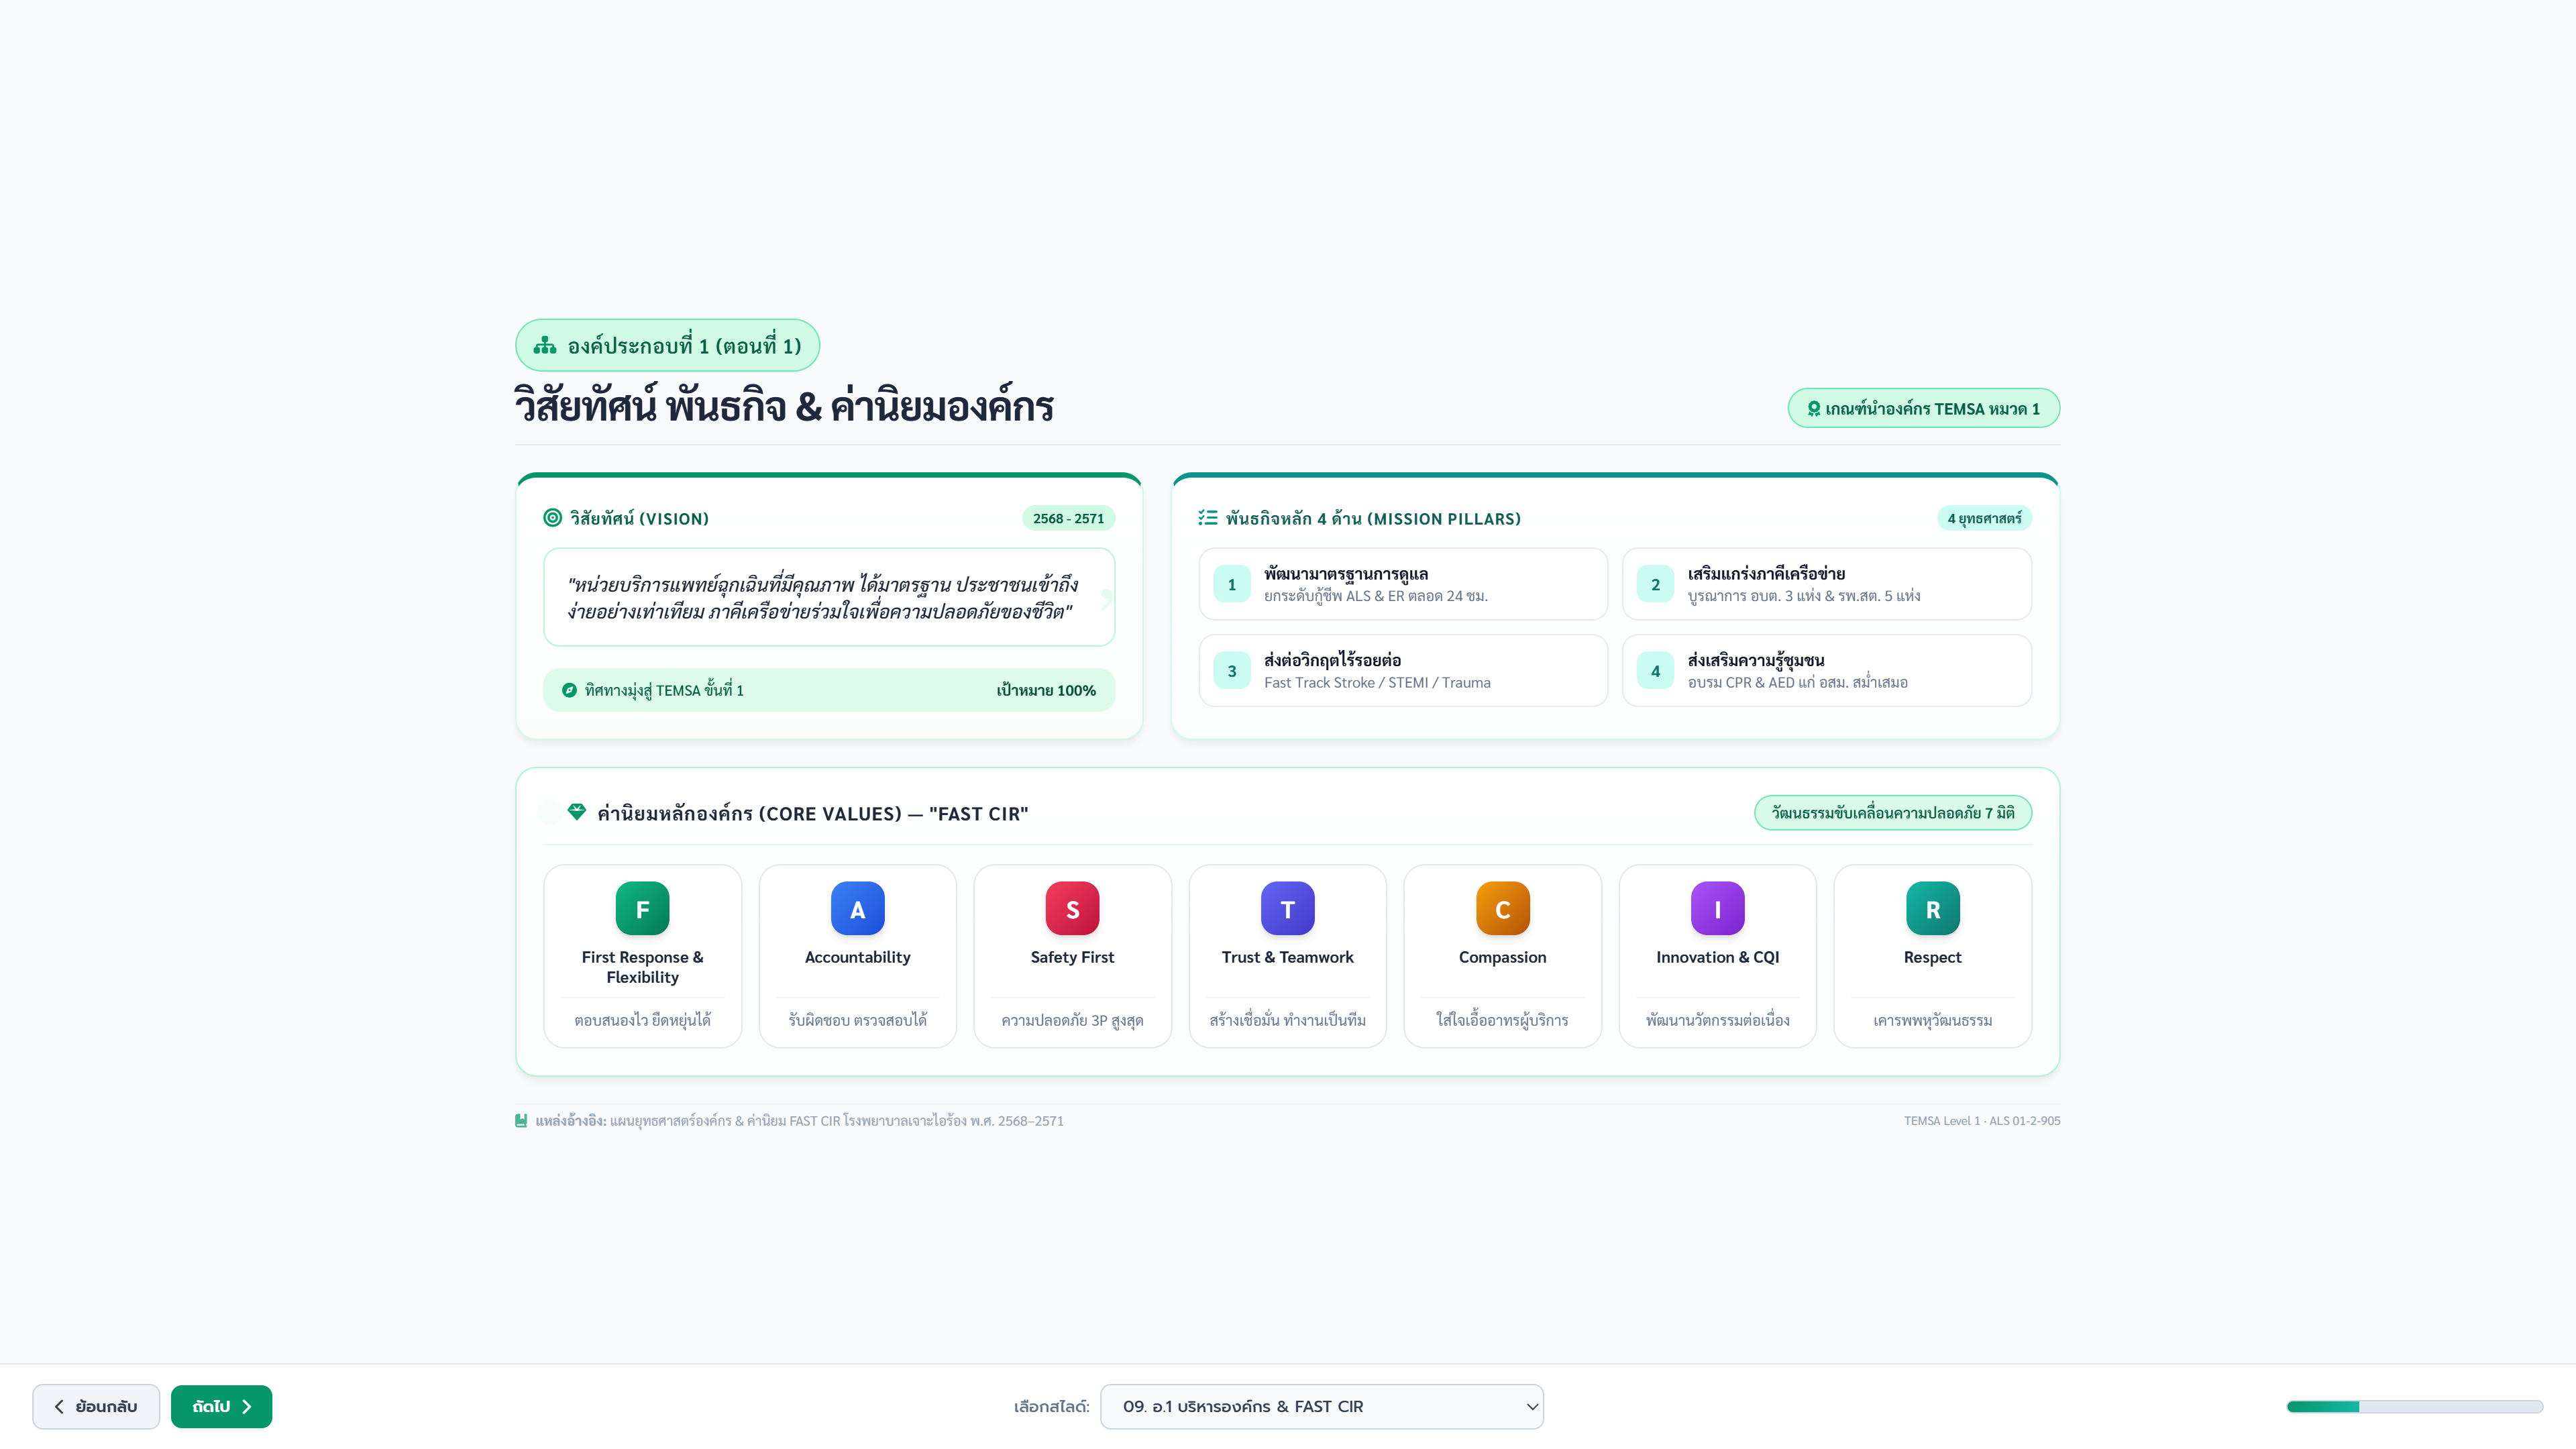 องค์ประกอบที่ 1 (ตอนที่ 1)
วิสัยทัศน์ พันธกิจ & ค่านิยมองค์กร
เกณฑ์นำองค์กร TEMSA หมวด 1
วิสัยทัศน์ (VISION)
2568 - 2571
"หน่วยบริการแพทย์ฉุกเฉินที่มีคุณภาพ ได้มาตรฐาน ประชาชนเข้าถึง
ง่ายอย่างเท่าเทียม ภาคีเครือข่ายร่วมใจเพื่อความปลอดภัยของชีวิต"
ทิศทางมุ่งสู่ TEMSA ขั้นที่ 1
เป้าหมาย 100%
พันธกิจหลัก 4 ด้าน (MISSION PILLARS)
4 ยุทธศาสตร์
1
พัฒนามาตรฐานการดูแล
ยกระดับกู้ชีพ ALS & ER ตลอด 24 ชม.
2
เสริมแกร่งภาคีเครือข่าย
บูรณาการ อบต. 3 แห่ง & รพ.สต. 5 แห่ง
3
ส่งต่อวิกฤตไร้รอยต่อ
Fast Track Stroke / STEMI / Trauma
4
ส่งเสริมความรู้ชุมชน
อบรม CPR & AED แก่ อสม. สม่ำเสมอ
ค่านิยมหลักองค์กร (CORE VALUES) — "FAST CIR"
วัฒนธรรมขับเคลื่อนความปลอดภัย 7 มิติ
F
First Response &
Flexibility
ตอบสนองไว ยืดหยุ่นได้
A
Accountability
รับผิดชอบ ตรวจสอบได้
S
Safety First
ความปลอดภัย 3P สูงสุด
T
Trust & Teamwork
สร้างเชื่อมั่น ทำงานเป็นทีม
C
Compassion
ใส่ใจเอื้ออาทรผู้บริการ
I
Innovation & CQI
พัฒนานวัตกรรมต่อเนื่อง
R
Respect
เคารพพหุวัฒนธรรม
แหล่งอ้างอิง: แผนยุทธศาสตร์องค์กร & ค่านิยม FAST CIR โรงพยาบาลเจาะไอร้อง พ.ศ. 2568–2571
TEMSA Level 1 · ALS 01-2-905
ย้อนกลับ
ถัดไป
เลือกสไลด์:
09. อ.1 บริหารองค์กร & FAST CIR